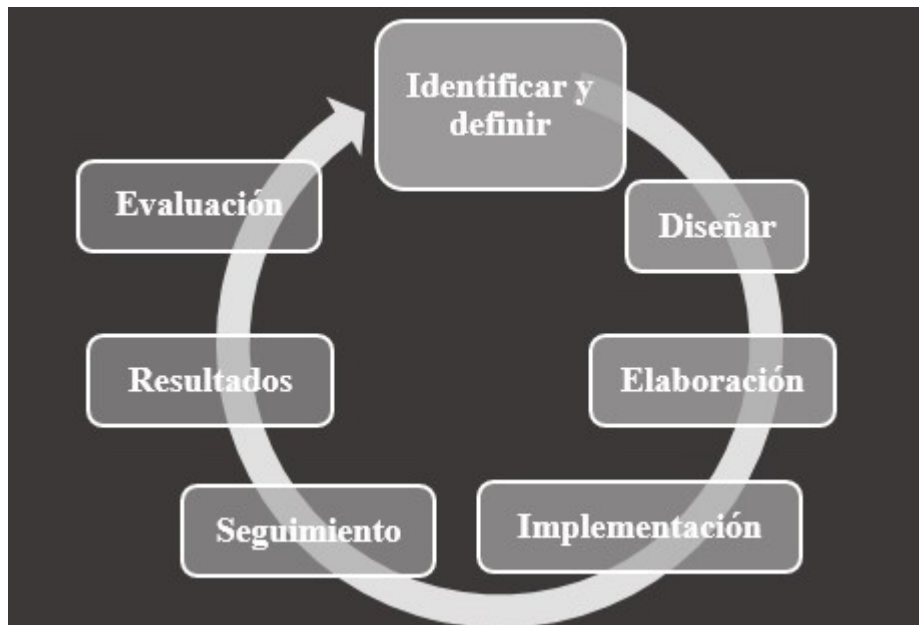 Identificar y
definir
Diseñar
Elaboración
Implementación
Seguimiento
Resultados
Evaluación